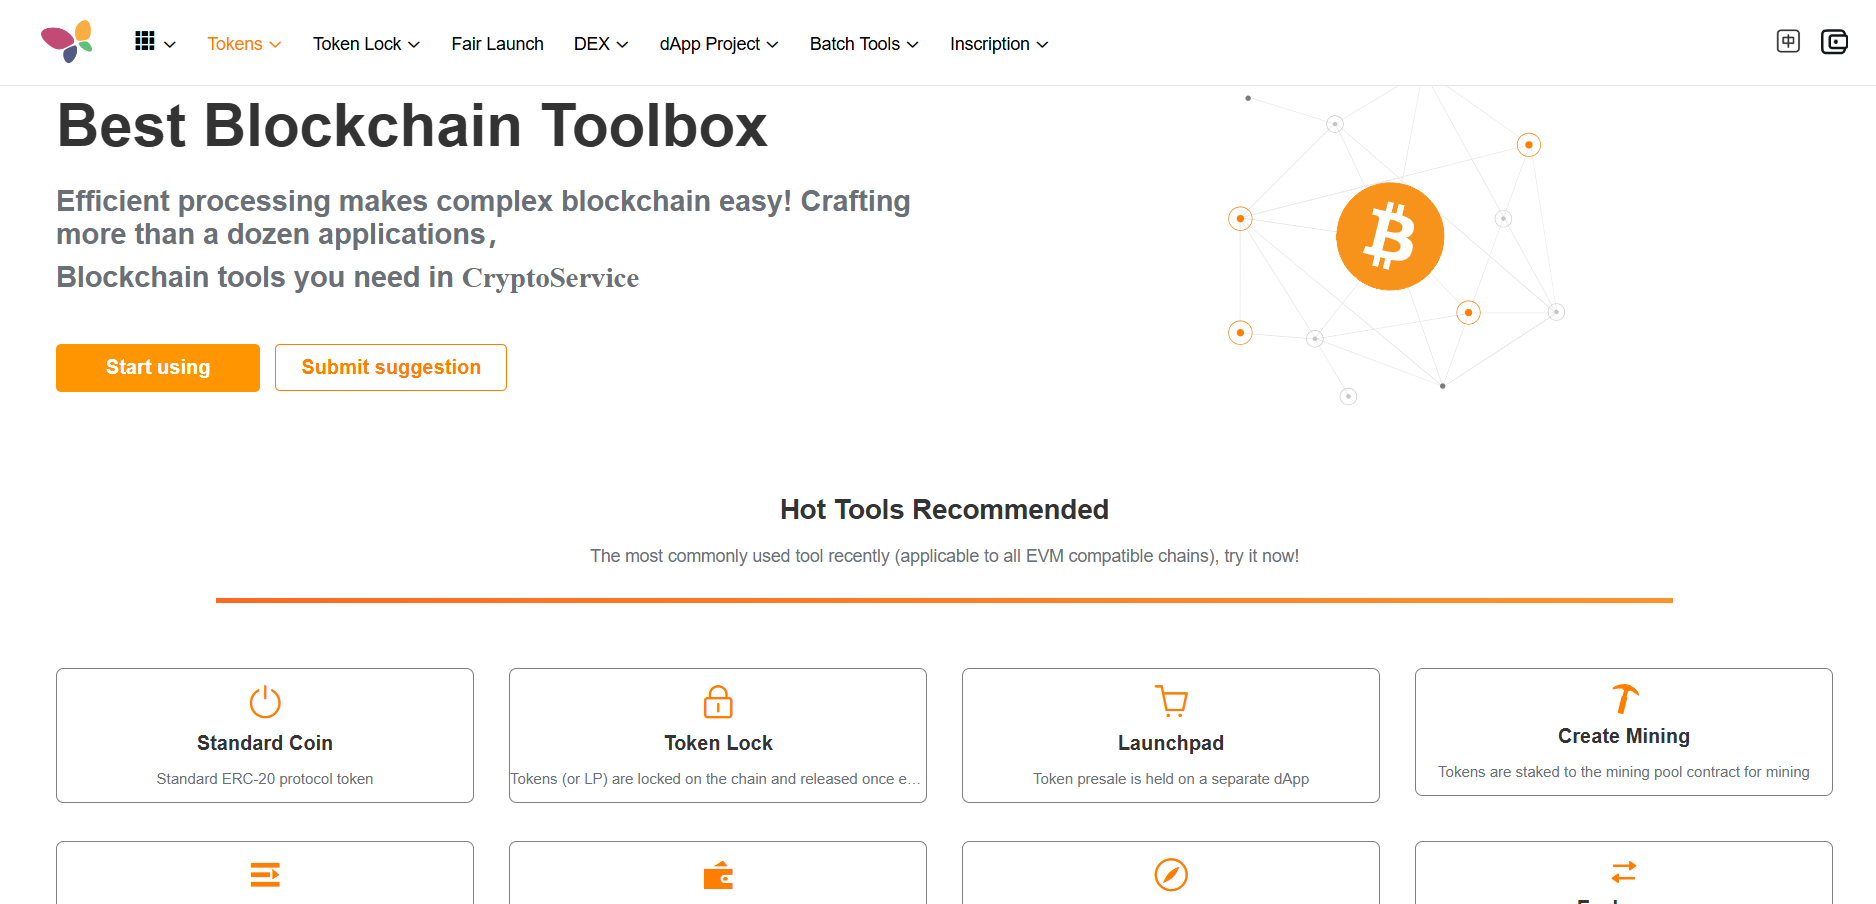 Tokens
Token Lock
Fair Launch
DEX
dApp Project
Batch Tools
Inscription
中
Best Blockchain Toolbox
Efficient processing makes complex blockchain easy! Crafting
more than a dozen applications，
Blockchain tools you need in CryptoService
Start using
Submit suggestion
Hot Tools Recommended
The most commonly used tool recently (applicable to all EVM compatible chains), try it now!
Standard Coin
Standard ERC-20 protocol token
Token Lock
Tokens (or LP) are locked on the chain and released once e...
Launchpad
Token presale is held on a separate dApp
Create Mining
Tokens are staked to the mining pool contract for mining